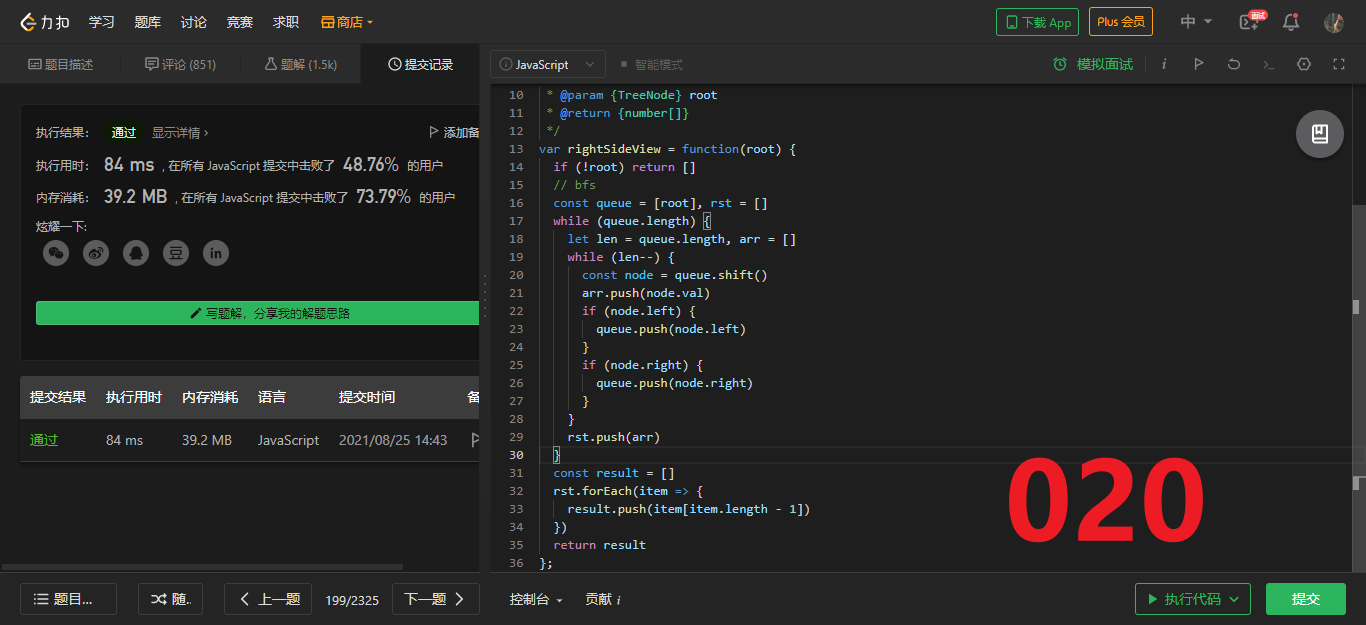 力扣 学习 题库 讨论 竞赛 求职 商店 下载 App Plus 会员 中 面试
题目描述 评论 (851) 题解 (1.5k) 提交记录
i JavaScript 智能模式 模拟面试 i
执行结果： 通过 显示详情 › 添加备
执行用时： 84 ms , 在所有 JavaScript 提交中击败了 48.76% 的用户
内存消耗： 39.2 MB , 在所有 JavaScript 提交中击败了 73.79% 的用户
炫耀一下:
豆 in
写题解，分享我的解题思路
提交结果 执行用时 内存消耗 语言 提交时间 备
通过 84 ms 39.2 MB JavaScript 2021/08/25 14:43
10 * @param {TreeNode} root
11 * @return {number[]}
12 */
13 var rightSideView = function(root) {
14 if (!root) return []
15 // bfs
16 const queue = [root], rst = []
17 while (queue.length) {
18 let len = queue.length, arr = []
19 while (len--) {
20 const node = queue.shift()
21 arr.push(node.val)
22 if (node.left) {
23 queue.push(node.left)
24 }
25 if (node.right) {
26 queue.push(node.right)
27 }
28 }
29 rst.push(arr)
30 }
31 const result = []
32 rst.forEach(item => {
33 result.push(item[item.length - 1])
34 })
35 return result
36 };
020
题目... 随.. 上一题 199/2325 下一题 控制台 贡献 i 执行代码 提交